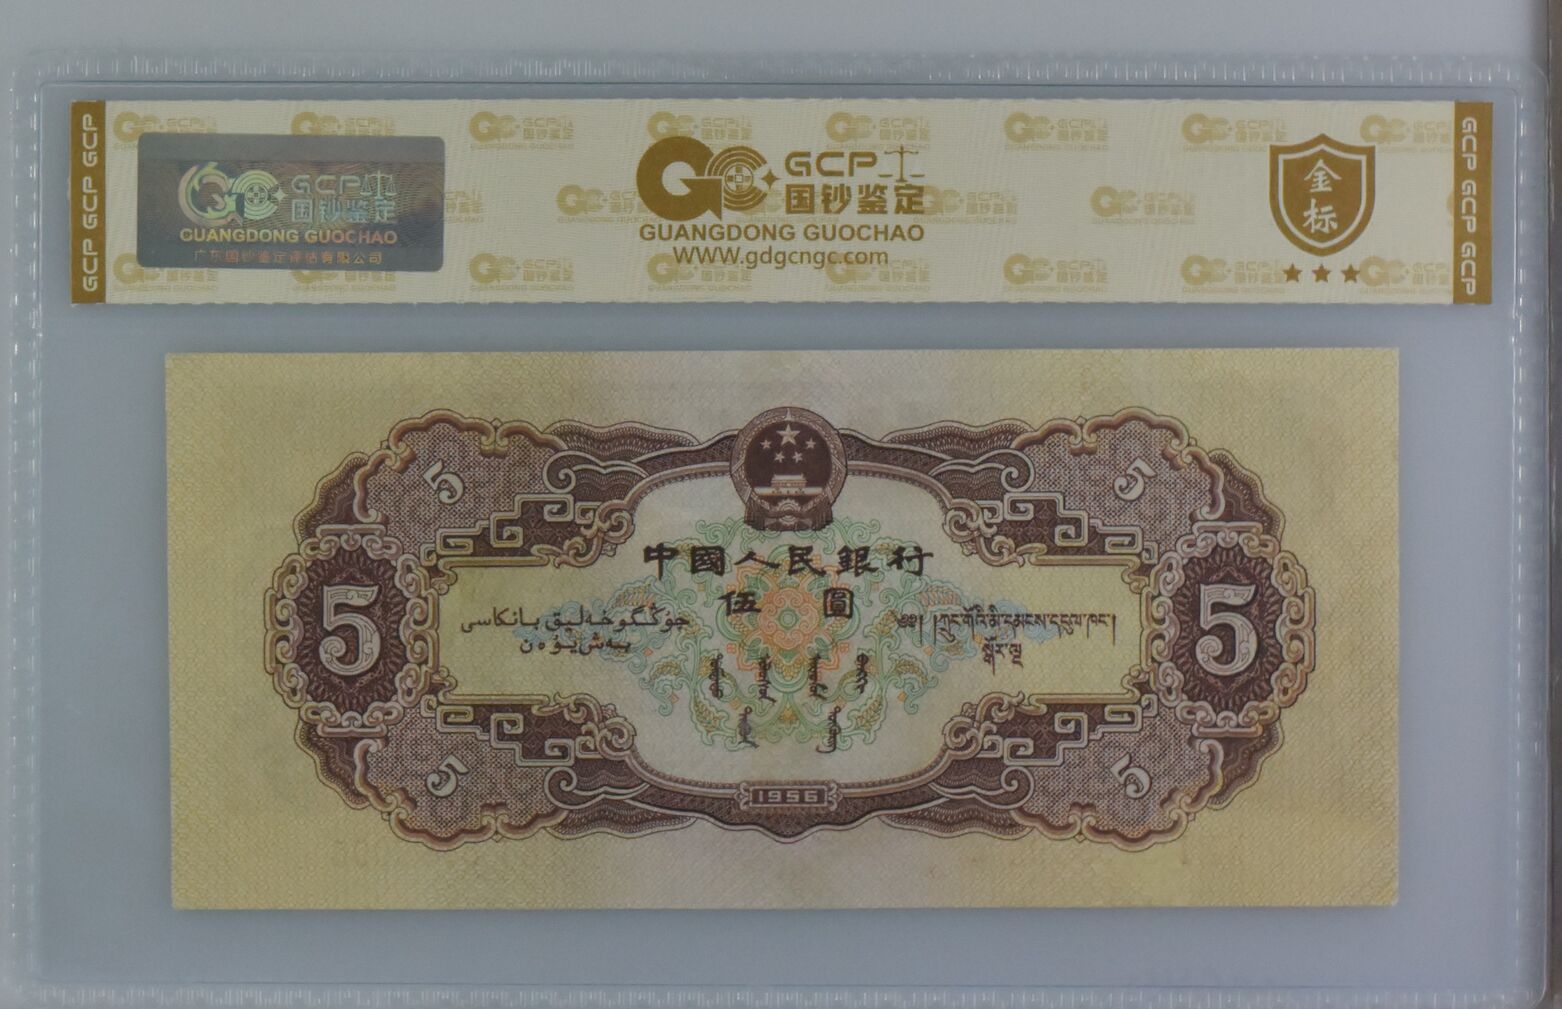 GCP GCP GCP
GCP
国钞鉴定
GUANGDONG GUOCHAO
广东国钞鉴定评估有限公司
GCP
国钞鉴定
GUANGDONG GUOCHAO
WWW.gdgcngc.com
金标
GCP GCP GCP
5
5
中國人民銀行
伍圓
جۇڭگو خەلىق بانكاسى
بەش يۈەن
༄༅། །ཀྲུང་གོའི་མི་དམངས་དངུལ་ཁང་།
སྒོར་ལྔ
5
5
5
5
1956